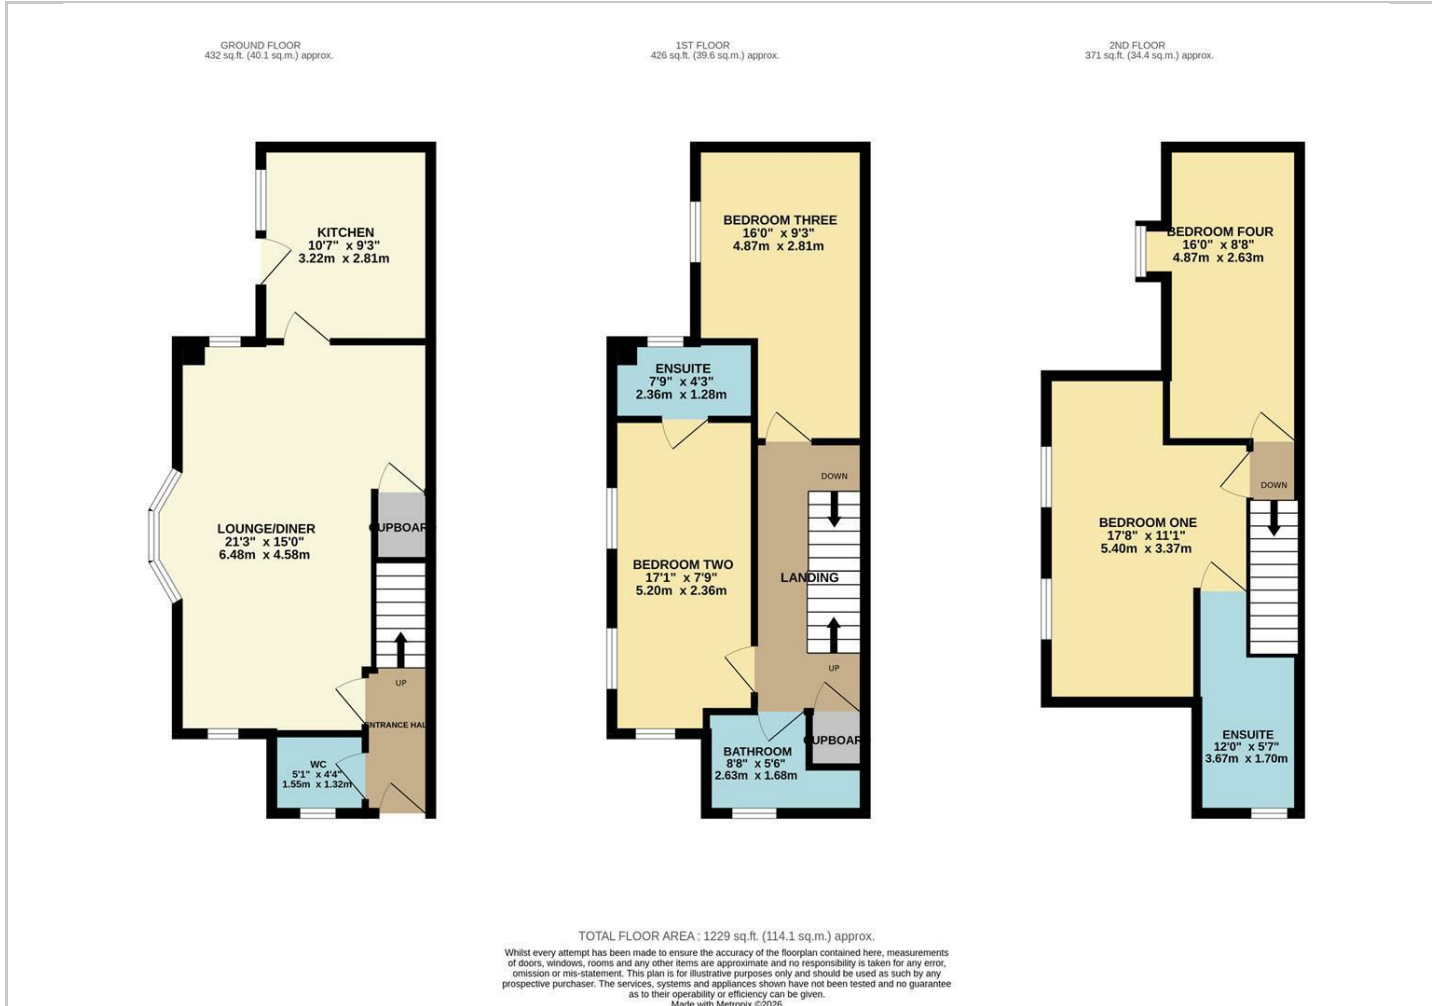 GROUND FLOOR
432 sq.ft. (40.1 sq.m.) approx.
1ST FLOOR
426 sq.ft. (39.6 sq.m.) approx.
2ND FLOOR
371 sq.ft. (34.4 sq.m.) approx.
KITCHEN
10'7" x 9'3"
3.22m x 2.81m
LOUNGE/DINER
21'3" x 15'0"
6.48m x 4.58m
CUPBOARD
UP
ENTRANCE HALL
WC
5'1" x 4'4"
1.55m x 1.32m
BEDROOM THREE
16'0" x 9'3"
4.87m x 2.81m
ENSUITE
7'9" x 4'3"
2.36m x 1.28m
DOWN
BEDROOM TWO
17'1" x 7'9"
5.20m x 2.36m
LANDING
UP
BATHROOM
8'8" x 5'6"
2.63m x 1.68m
CUPBOARD
BEDROOM FOUR
16'0" x 8'8"
4.87m x 2.63m
DOWN
BEDROOM ONE
17'8" x 11'1"
5.40m x 3.37m
ENSUITE
12'0" x 5'7"
3.67m x 1.70m
TOTAL FLOOR AREA : 1229 sq.ft. (114.1 sq.m.) approx.
Whilst every attempt has been made to ensure the accuracy of the floorplan contained here, measurements
of doors, windows, rooms and any other items are approximate and no responsibility is taken for any error,
omission or mis-statement. This plan is for illustrative purposes only and should be used as such by any
prospective purchaser. The services, systems and appliances shown have not been tested and no guarantee
as to their operability or efficiency can be given.
Made with Metropix ©2026